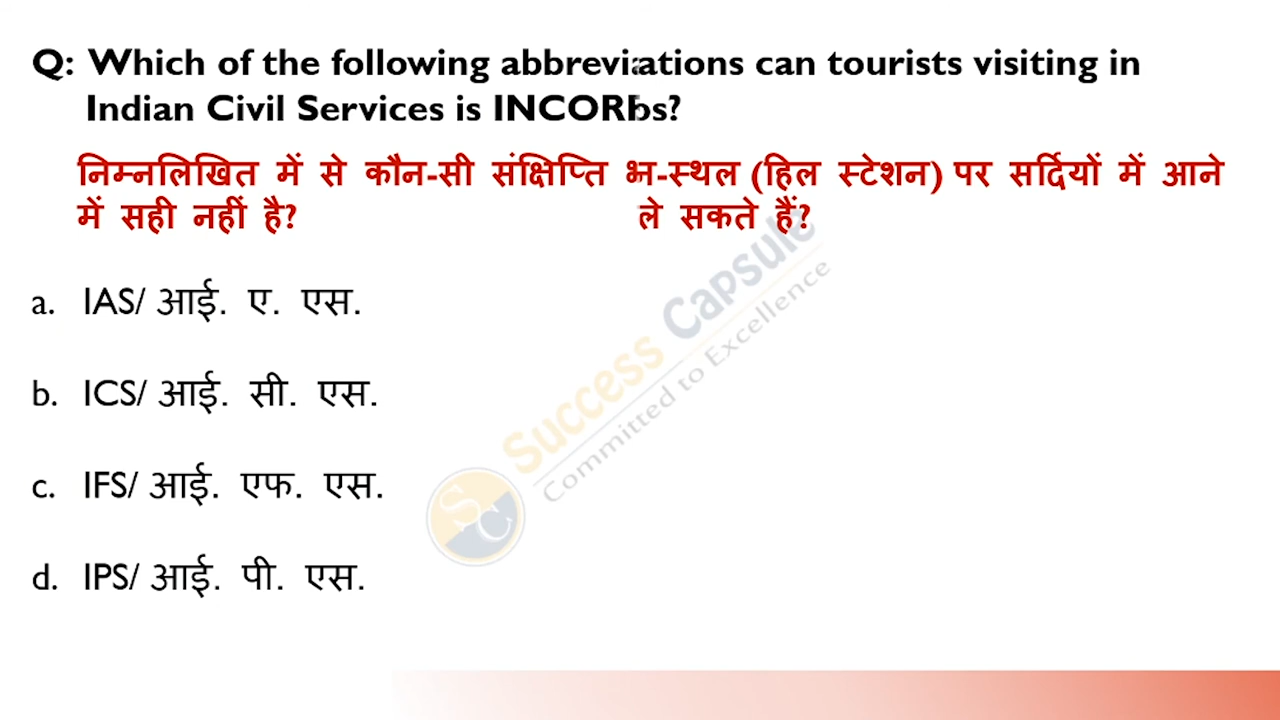 Q: Which of the following abbreviations can tourists visiting in
Indian Civil Services is INCORbs?
निम्नलिखित में से कौन-सी संक्षिप्ति भ्न-स्थल (हिल स्टेशन) पर सर्दियों में आने
में सही नहीं है? ले सकते हैं?
a. IAS/ आई. ए. एस.
b. ICS/ आई. सी. एस.
c. IFS/ आई. एफ. एस.
d. IPS/ आई. पी. एस.
Success Capsule
Committed to Excellence
SC